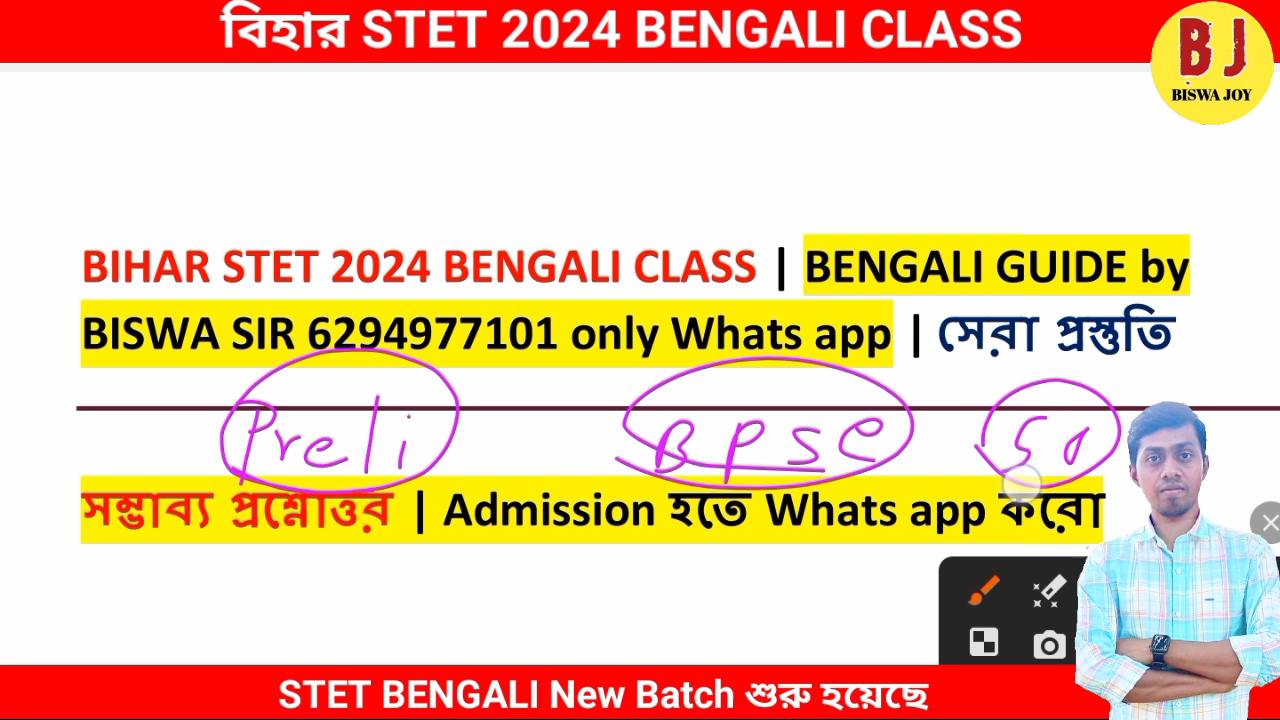 বিহার STET 2024 BENGALI CLASS
B J
BISWA JOY
BIHAR STET 2024 BENGALI CLASS | BENGALI GUIDE by
BISWA SIR 6294977101 only Whats app | সেরা প্রস্তুতি
Preli BPSC 50
সম্ভাব্য প্রশ্নোত্তর | Admission হতে Whats app করো
STET BENGALI New Batch শুরু হয়েছে